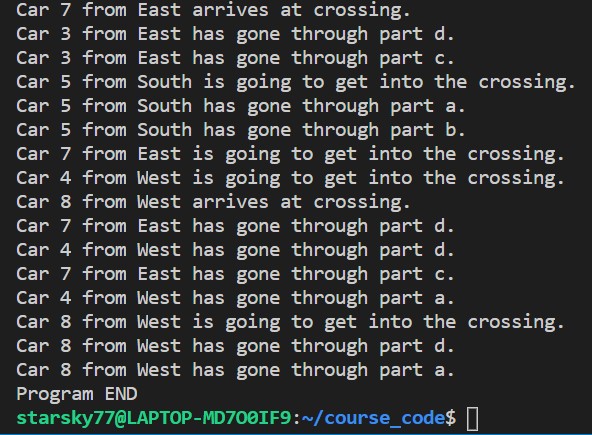 Car 7 from East arrives at crossing.
Car 3 from East has gone through part d.
Car 3 from East has gone through part c.
Car 5 from South is going to get into the crossing.
Car 5 from South has gone through part a.
Car 5 from South has gone through part b.
Car 7 from East is going to get into the crossing.
Car 4 from West is going to get into the crossing.
Car 8 from West arrives at crossing.
Car 7 from East has gone through part d.
Car 4 from West has gone through part d.
Car 7 from East has gone through part c.
Car 4 from West has gone through part a.
Car 8 from West is going to get into the crossing.
Car 8 from West has gone through part d.
Car 8 from West has gone through part a.
Program END
starsky77@LAPTOP-MD7O0IF9:~/course_code$